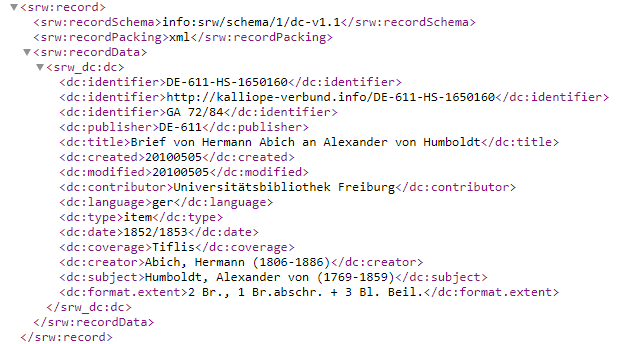 ▼<srw:record>
<srw:recordSchema>info:srw/schema/1/dc-v1.1</srw:recordSchema>
<srw:recordPacking>xml</srw:recordPacking>
▼<srw:recordData>
▼<srw_dc:dc>
<dc:identifier>DE-611-HS-1650160</dc:identifier>
<dc:identifier>http://kalliope-verbund.info/DE-611-HS-1650160</dc:identifier>
<dc:identifier>GA 72/84</dc:identifier>
<dc:publisher>DE-611</dc:publisher>
<dc:title>Brief von Hermann Abich an Alexander von Humboldt</dc:title>
<dc:created>20100505</dc:created>
<dc:modified>20100505</dc:modified>
<dc:contributor>Universitätsbibliothek Freiburg</dc:contributor>
<dc:language>ger</dc:language>
<dc:type>item</dc:type>
<dc:date>1852/1853</dc:date>
<dc:coverage>Tiflis</dc:coverage>
<dc:creator>Abich, Hermann (1806-1886)</dc:creator>
<dc:subject>Humboldt, Alexander von (1769-1859)</dc:subject>
<dc:format.extent>2 Br., 1 Br.abschr. + 3 Bl. Beil.</dc:format.extent>
</srw_dc:dc>
</srw:recordData>
</srw:record>